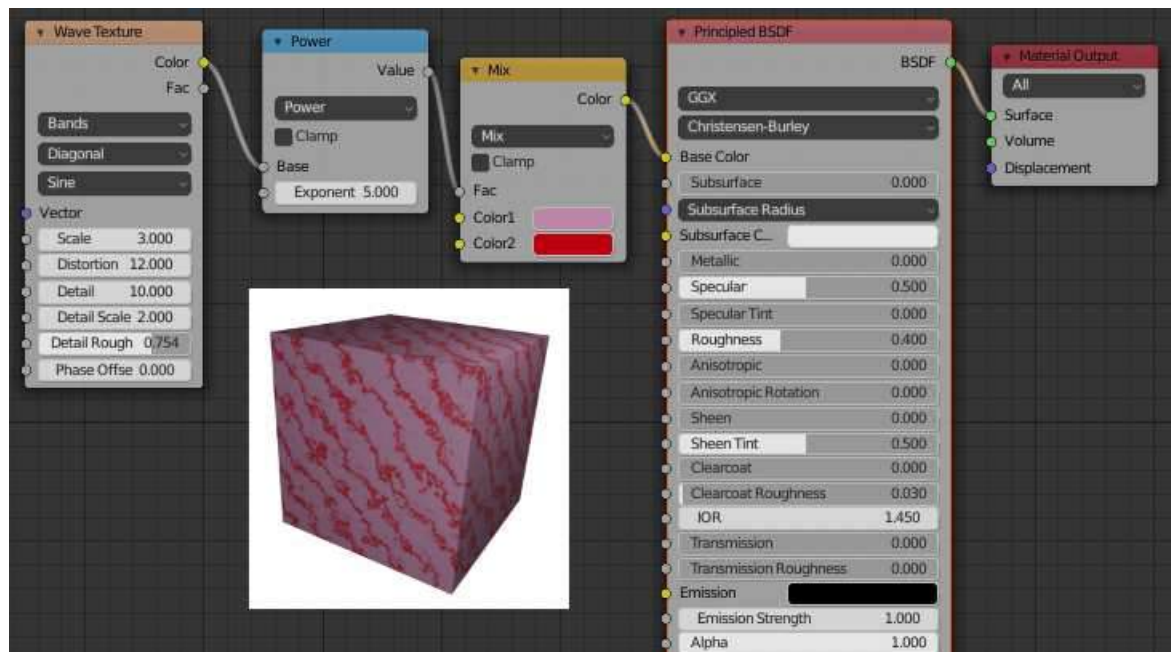 Wave Texture
Color
Fac
Bands
Diagonal
Sine
Vector
Scale 3.000
Distortion 12.000
Detail 10.000
Detail Scale 2.000
Detail Rough 0.754
Phase Offse 0.000
Power
Value
Power
Clamp
Base
Exponent 5.000
Mix
Color
Mix
Clamp
Fac
Color1
Color2
Principled BSDF
BSDF
GGX
Christensen-Burley
Base Color
Subsurface 0.000
Subsurface Radius
Subsurface C...
Metallic 0.000
Specular 0.500
Specular Tint 0.000
Roughness 0.400
Anisotropic 0.000
Anisotropic Rotation 0.000
Sheen 0.000
Sheen Tint 0.500
Clearcoat 0.000
Clearcoat Roughness 0.030
IOR 1.450
Transmission 0.000
Transmission Roughness 0.000
Emission
Emission Strength 1.000
Alpha 1.000
Material Output
All
Surface
Volume
Displacement